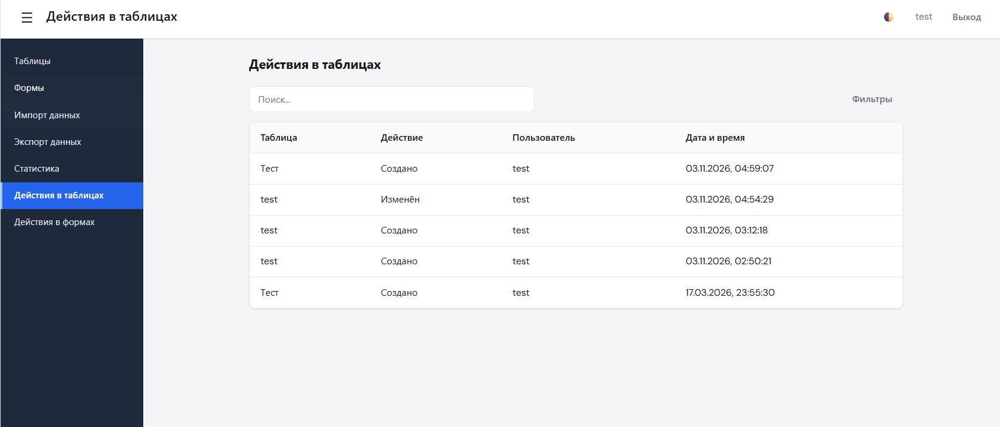 Действия в таблицах
test
Выход
Таблицы
Формы
Импорт данных
Экспорт данных
Статистика
Действия в таблицах
Действия в формах
Действия в таблицах
Поиск...
Фильтры
Таблица Действие Пользователь Дата и время
Тест Создано test 03.11.2026, 04:59:07
test Изменён test 03.11.2026, 04:54:29
test Создано test 03.11.2026, 03:12:18
test Создано test 03.11.2026, 02:50:21
Тест Создано test 17.03.2026, 23:55:30